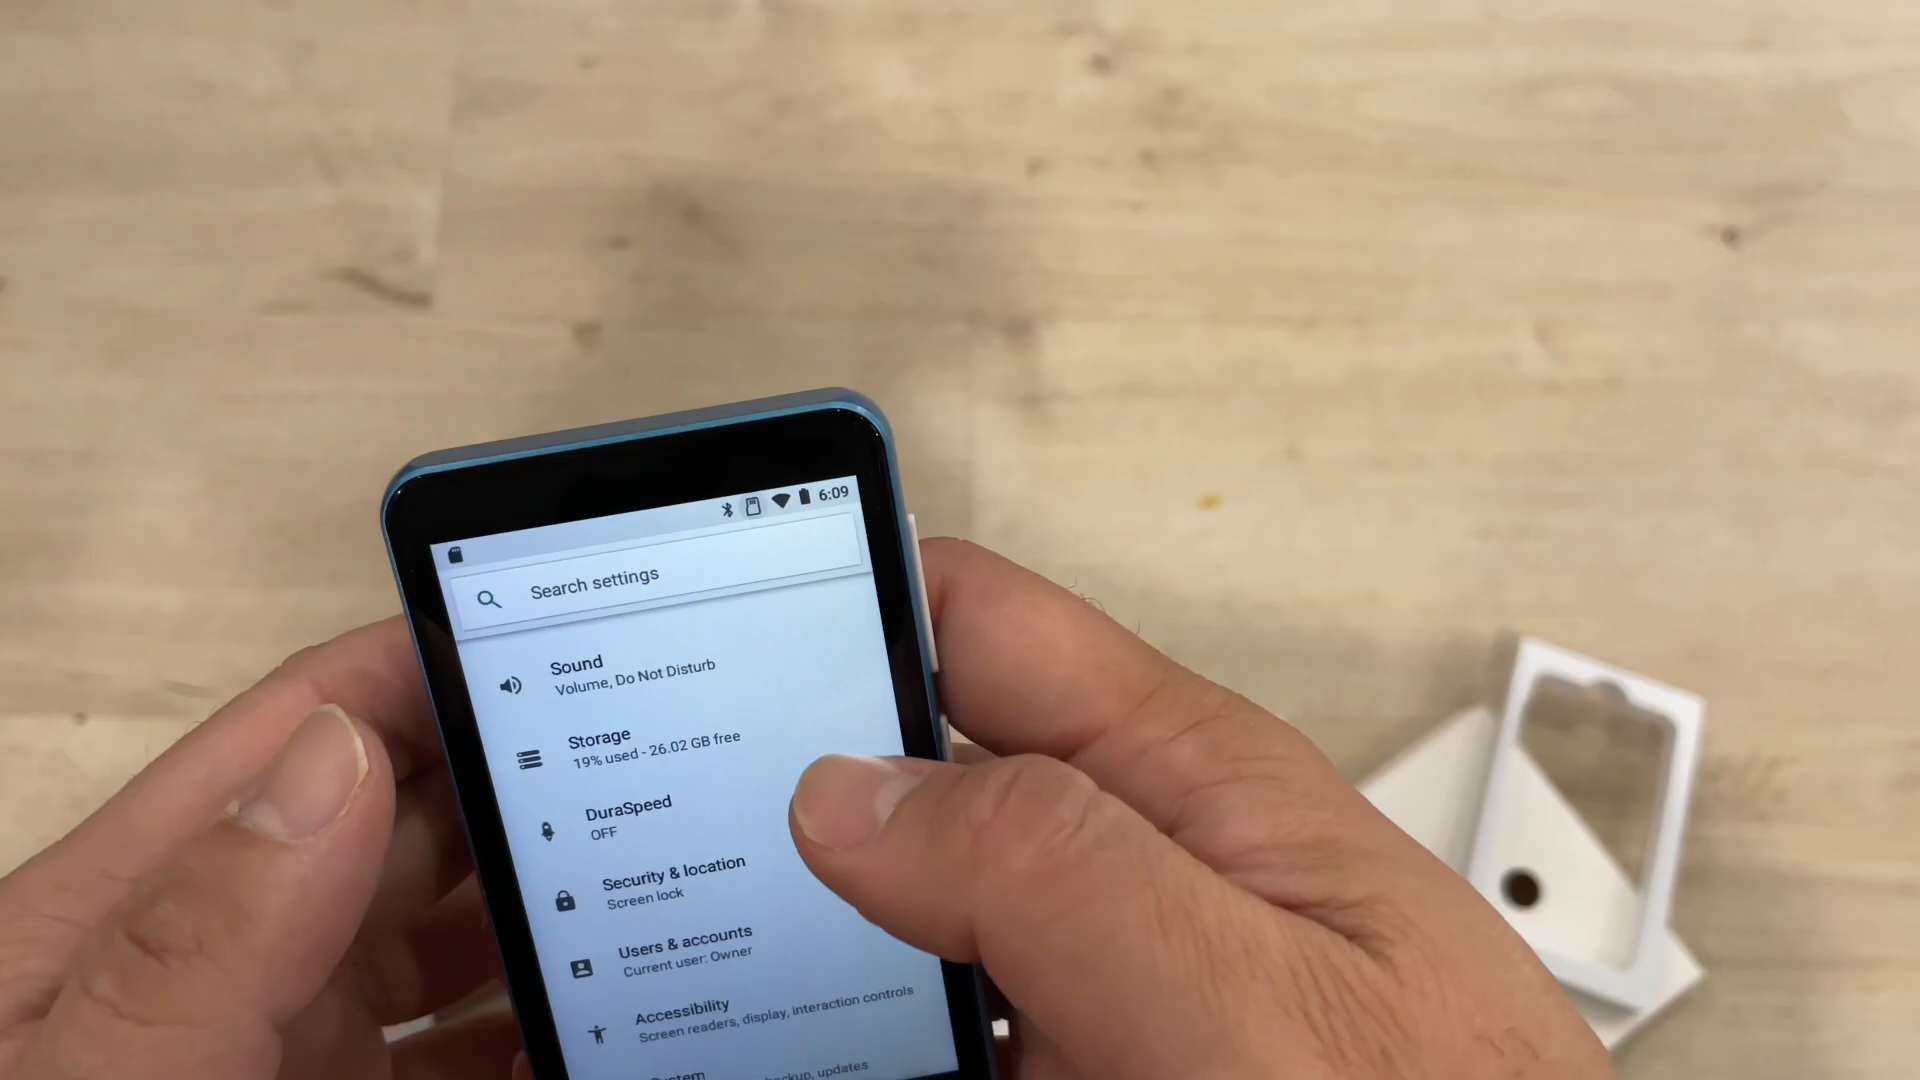 6:09
Search settings
Sound
Volume, Do Not Disturb
Storage
19% used - 26.02 GB free
DuraSpeed
OFF
Security & location
Screen lock
Users & accounts
Current user: Owner
Accessibility
Screen readers, display, interaction controls
updates